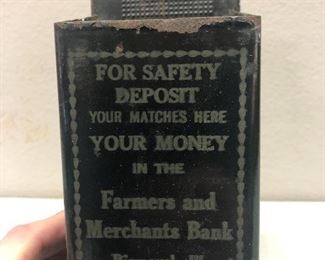 FOR SAFETY
DEPOSIT
YOUR MATCHES HERE
YOUR MONEY
IN THE
Farmers and
Merchants Bank